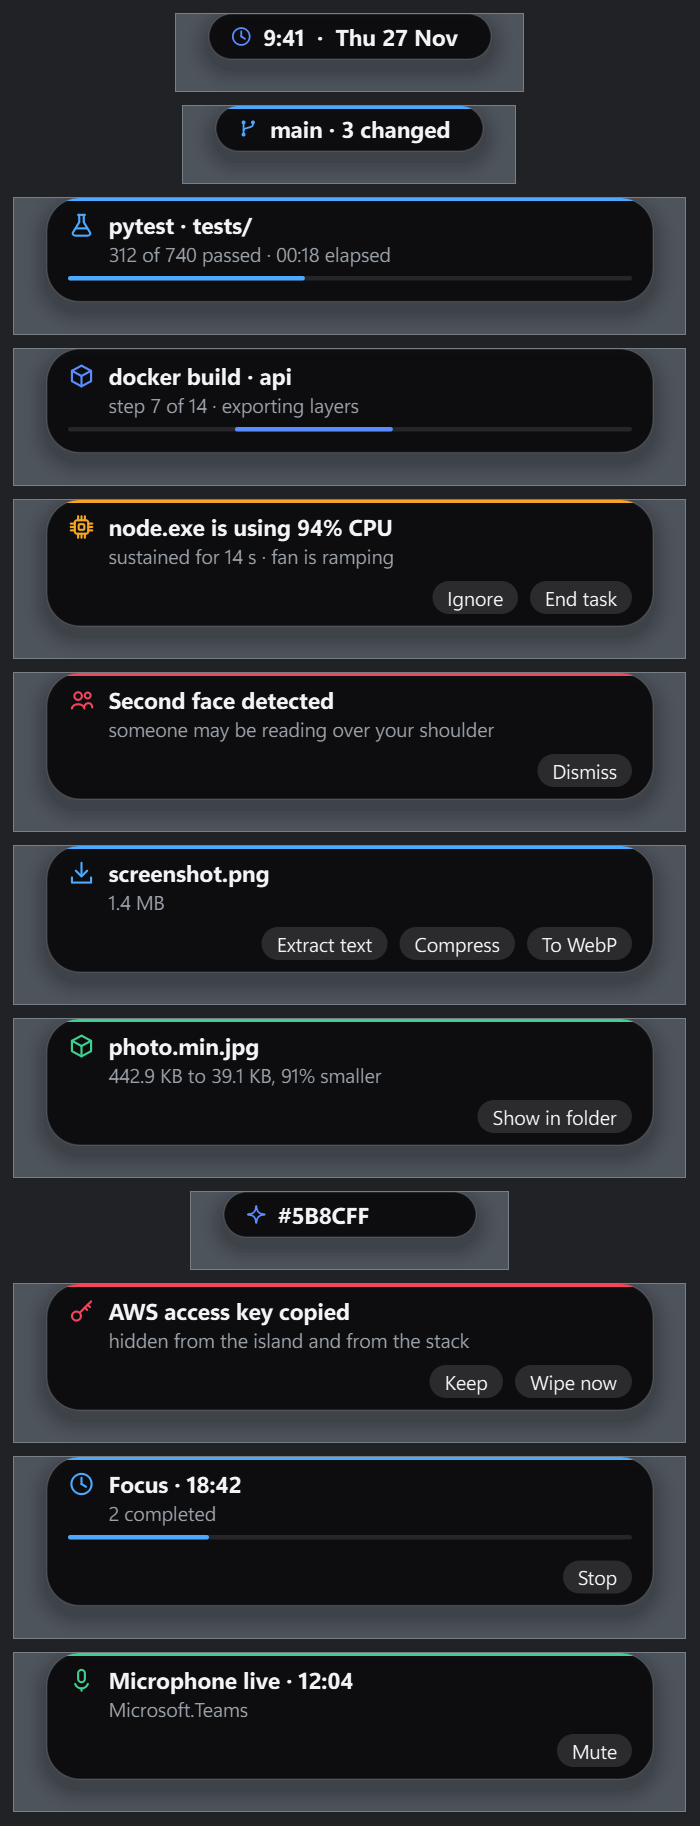 9:41 · Thu 27 Nov
main · 3 changed
pytest · tests/
312 of 740 passed · 00:18 elapsed
docker build · api
step 7 of 14 · exporting layers
node.exe is using 94% CPU
sustained for 14 s · fan is ramping
Ignore End task
Second face detected
someone may be reading over your shoulder
Dismiss
screenshot.png
1.4 MB
Extract text Compress To WebP
photo.min.jpg
442.9 KB to 39.1 KB, 91% smaller
Show in folder
#5B8CFF
AWS access key copied
hidden from the island and from the stack
Keep Wipe now
Focus · 18:42
2 completed
Stop
Microphone live · 12:04
Microsoft.Teams
Mute